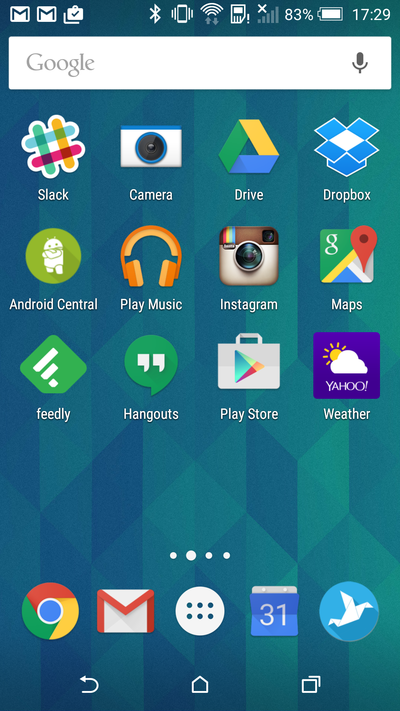 83% 17:29
Google
Slack Camera Drive Dropbox
g
Android Central Play Music Instagram Maps
YAHOO!
feedly Hangouts Play Store Weather
31